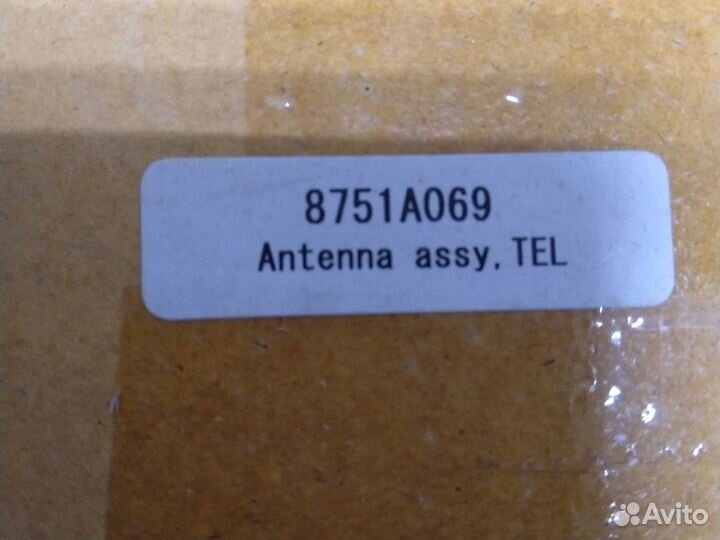 8751A069
Antenna assy, TEL
Avito